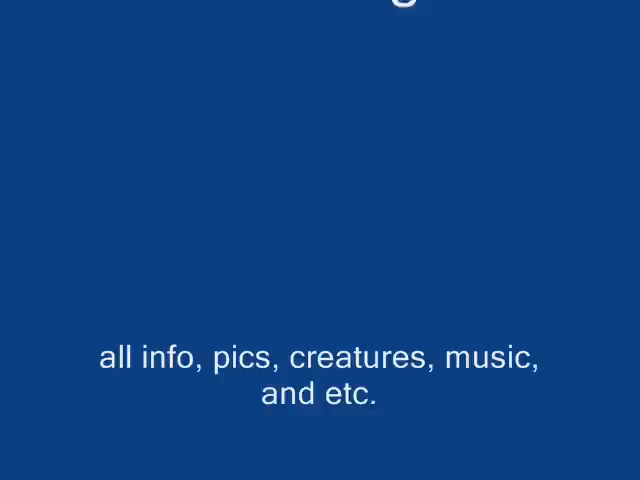 all info, pics, creatures, music,
and etc.